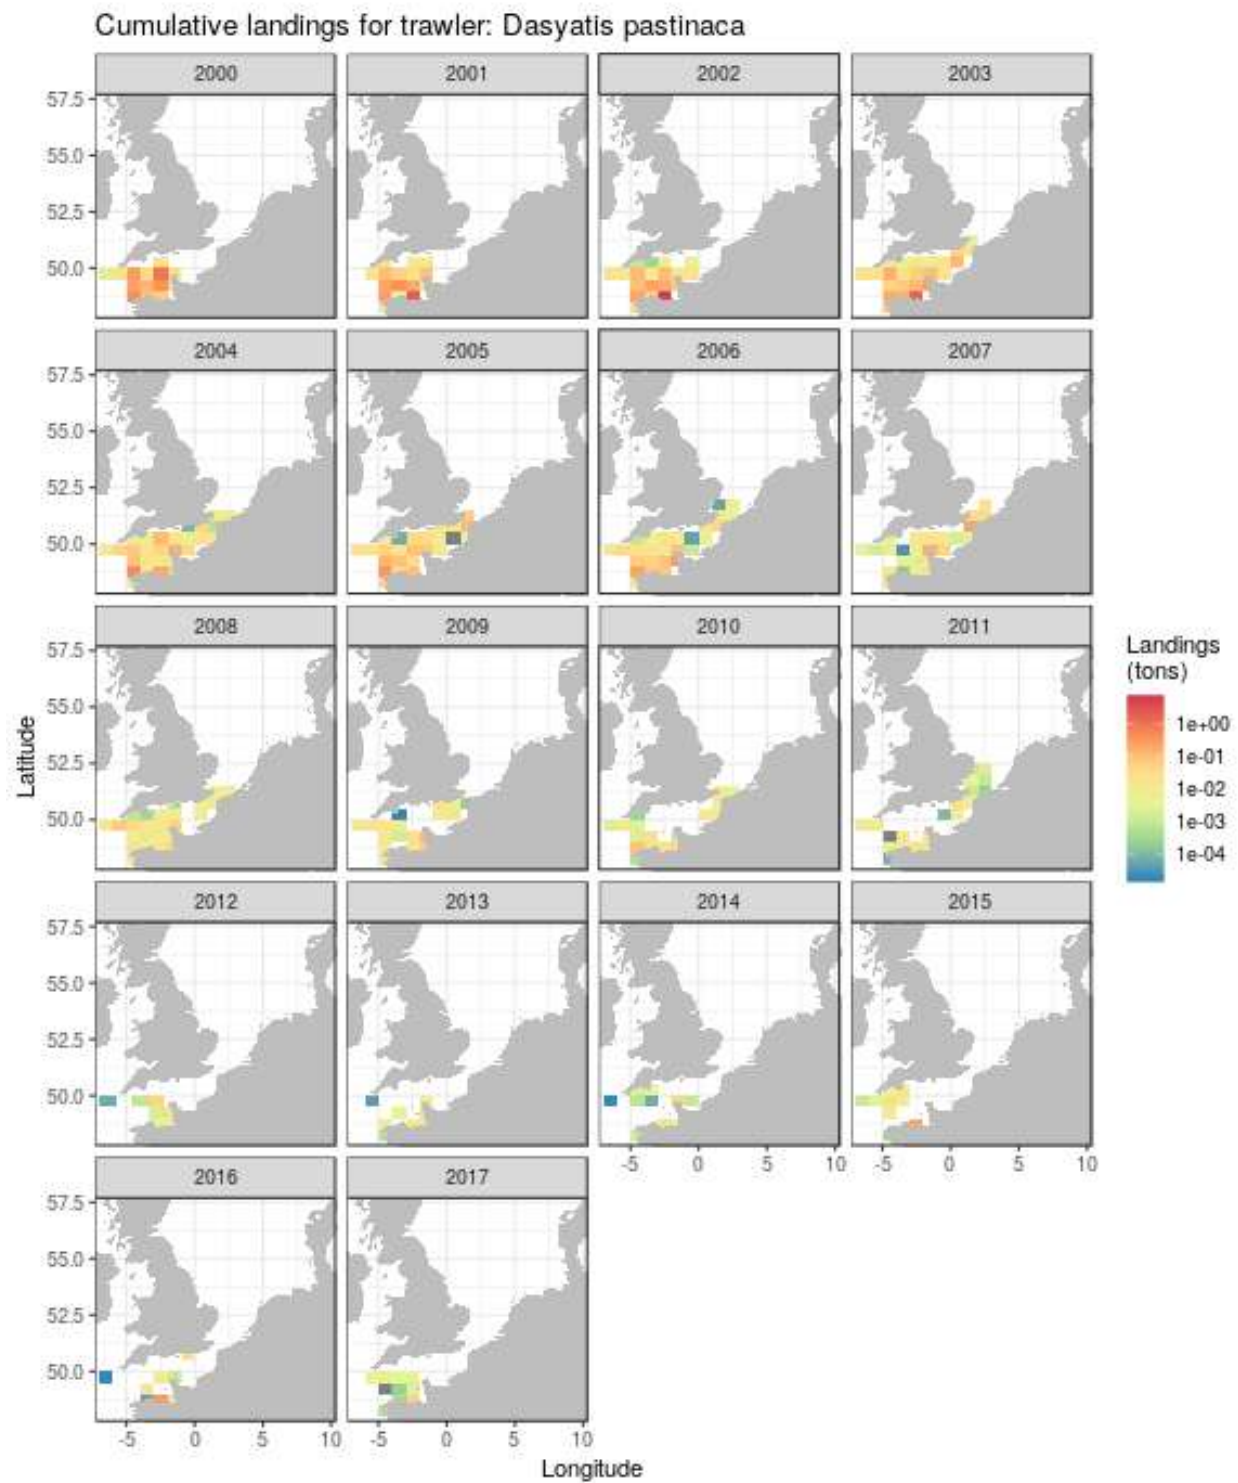 Cumulative landings for trawler: Dasyatis pastinaca
2000 2001 2002 2003
57.5
55.0
52.5
50.0
2004 2005 2006 2007
57.5
55.0
52.5
50.0
2008 2009 2010 2011
57.5
55.0
52.5
50.0
Latitude
Landings
(tons)
1e+00
1e-01
1e-02
1e-03
1e-04
2012 2013 2014 2015
57.5
55.0
52.5
50.0
-5 0 5 10 -5 0 5 10
2016 2017
57.5
55.0
52.5
50.0
-5 0 5 10 -5 0 5 10
Longitude